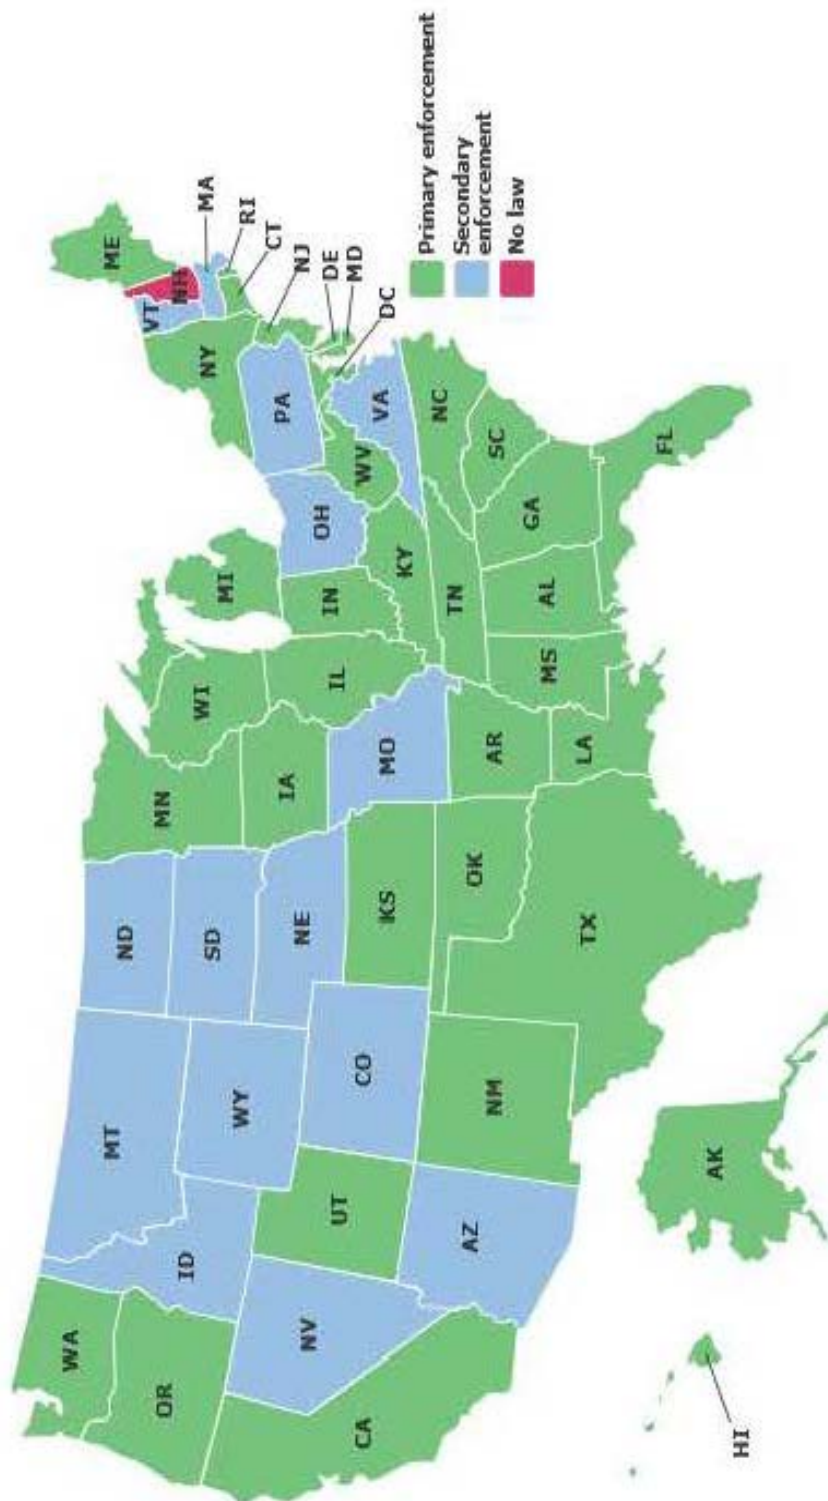 WA
OR
CA
ID
NV
MT
WY
UT
AZ
CO
NM
ND
SD
NE
KS
OK
TX
MN
IA
MO
AR
LA
WI
IL
MS
MI
IN
KY
TN
AL
OH
WV
GA
FL
SC
NC
VA
PA
NY
VT
NH
ME
MA
RI
CT
NJ
DE
MD
DC
AK
HI
Primary enforcement
Secondary
enforcement
No law